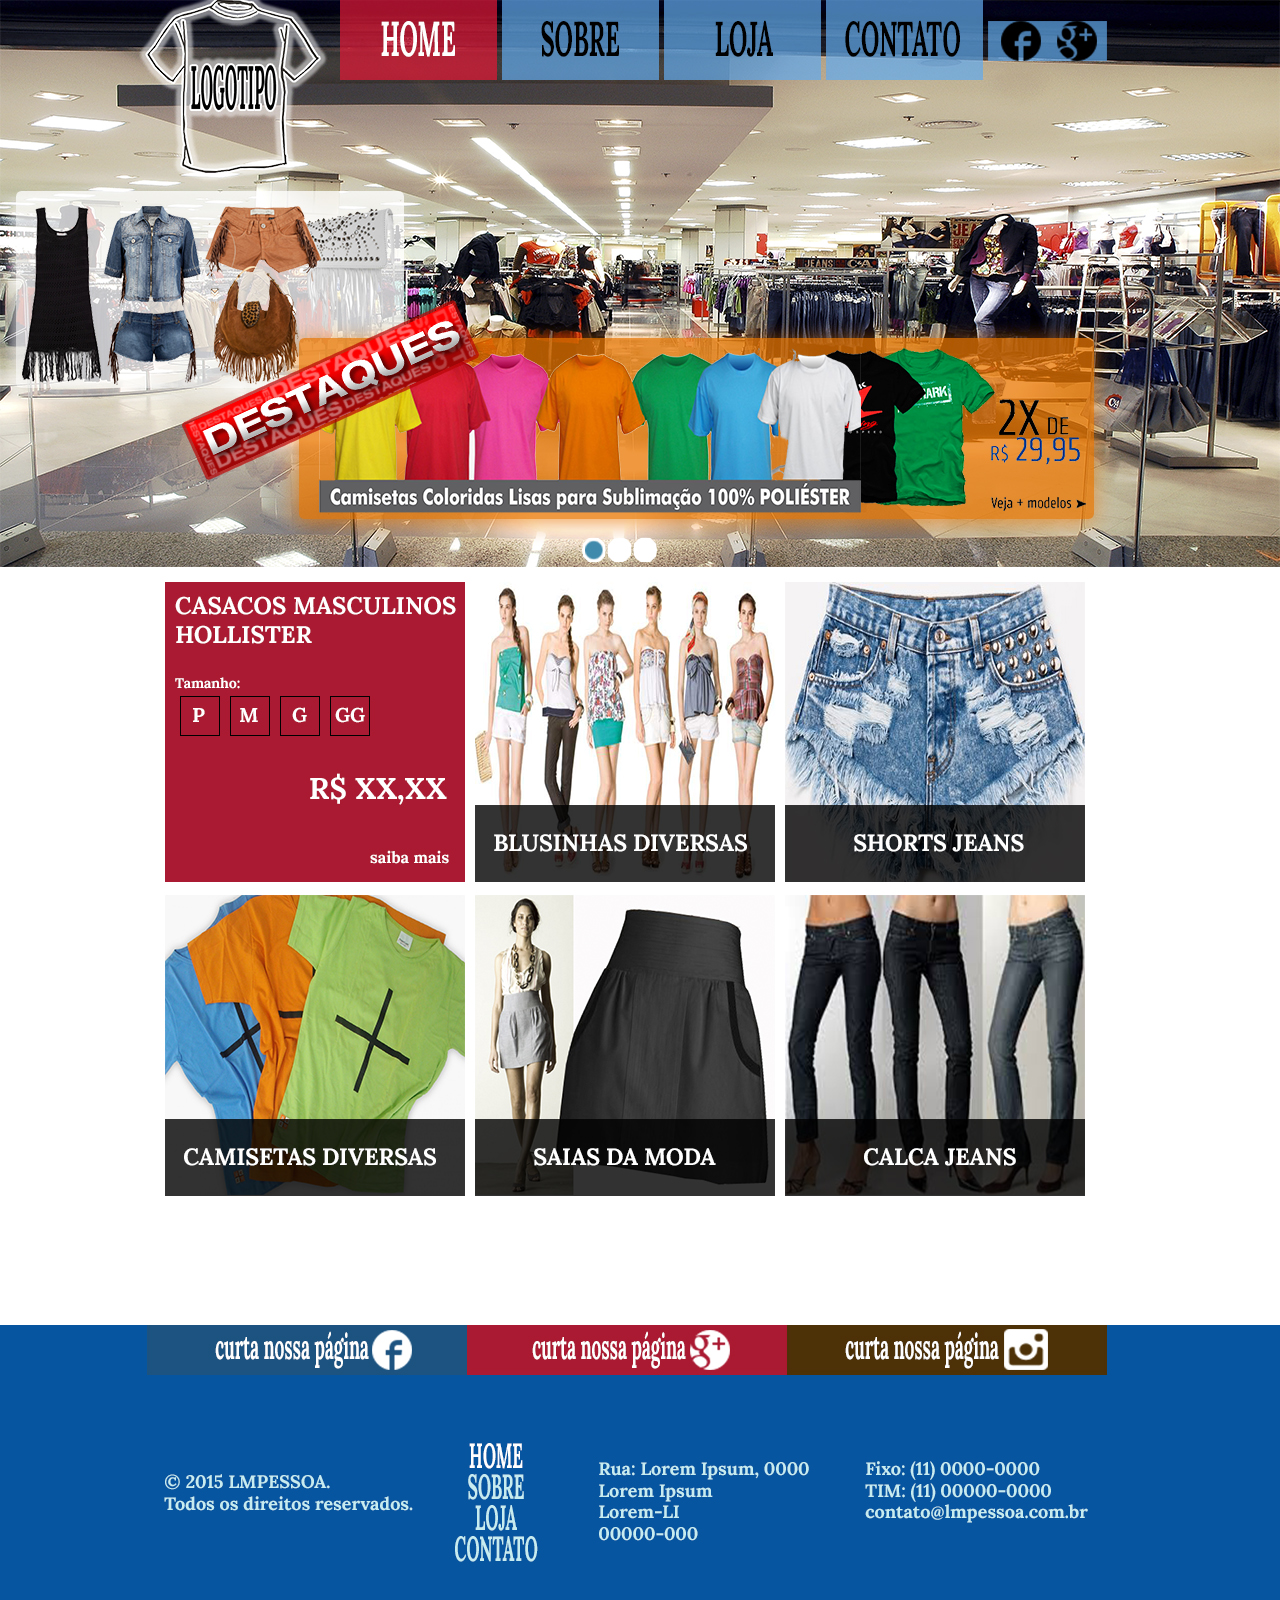 HOME
SOBRE
LOJA
CONTATO
LOGOTIPO
JEANS
JEANS
C&A
DESTAQUES
2X DE
R$ 29,95
Camisetas Coloridas Lisas para Sublimação 100% POLIÉSTER
Veja + modelos
CASACOS MASCULINOS
HOLLISTER
Tamanho:
P M G GG
R$ XX,XX
saiba mais
BLUSINHAS DIVERSAS
SHORTS JEANS
CAMISETAS DIVERSAS
SAIAS DA MODA
CALCA JEANS
curta nossa página
curta nossa página
curta nossa página
© 2015 LMPESSOA.
Todos os direitos reservados.
HOME
SOBRE
LOJA
CONTATO
Rua: Lorem Ipsum, 0000
Lorem Ipsum
Lorem-LI
00000-000
Fixo: (11) 0000-0000
TIM: (11) 00000-0000
contato@lmpessoa.com.br